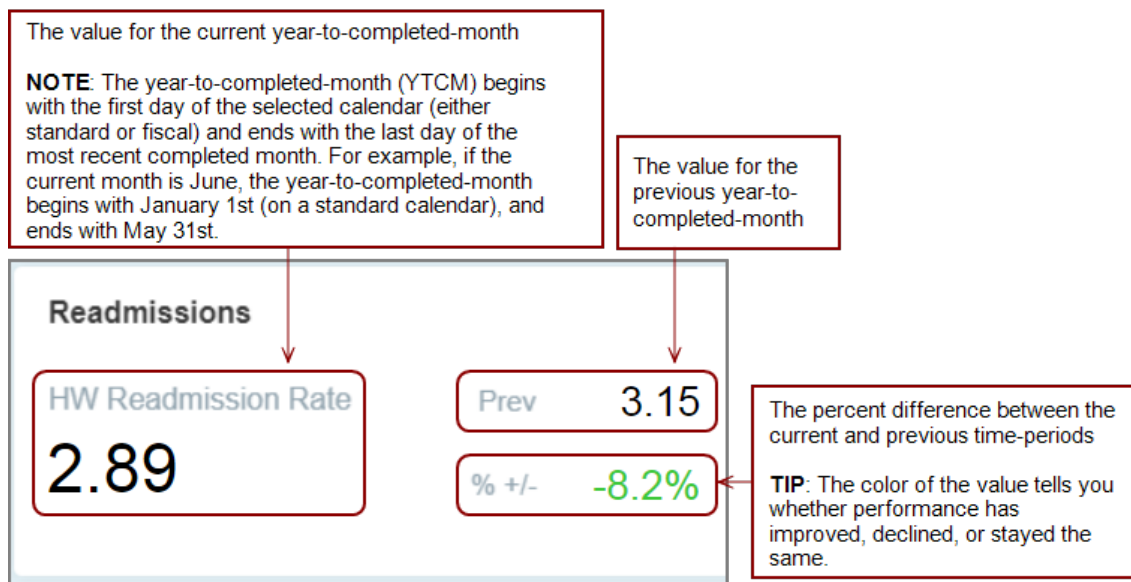 The value for the current year-to-completed-month
NOTE: The year-to-completed-month (YTCM) begins
with the first day of the selected calendar (either
standard or fiscal) and ends with the last day of the
most recent completed month. For example, if the
current month is June, the year-to-completed-month
begins with January 1st (on a standard calendar), and
ends with May 31st.
The value for the
previous year-to-
completed-month
Readmissions
HW Readmission Rate
2.89
Prev 3.15
% +/- -8.2%
The percent difference between the
current and previous time-periods
TIP: The color of the value tells you
whether performance has
improved, declined, or stayed the
same.